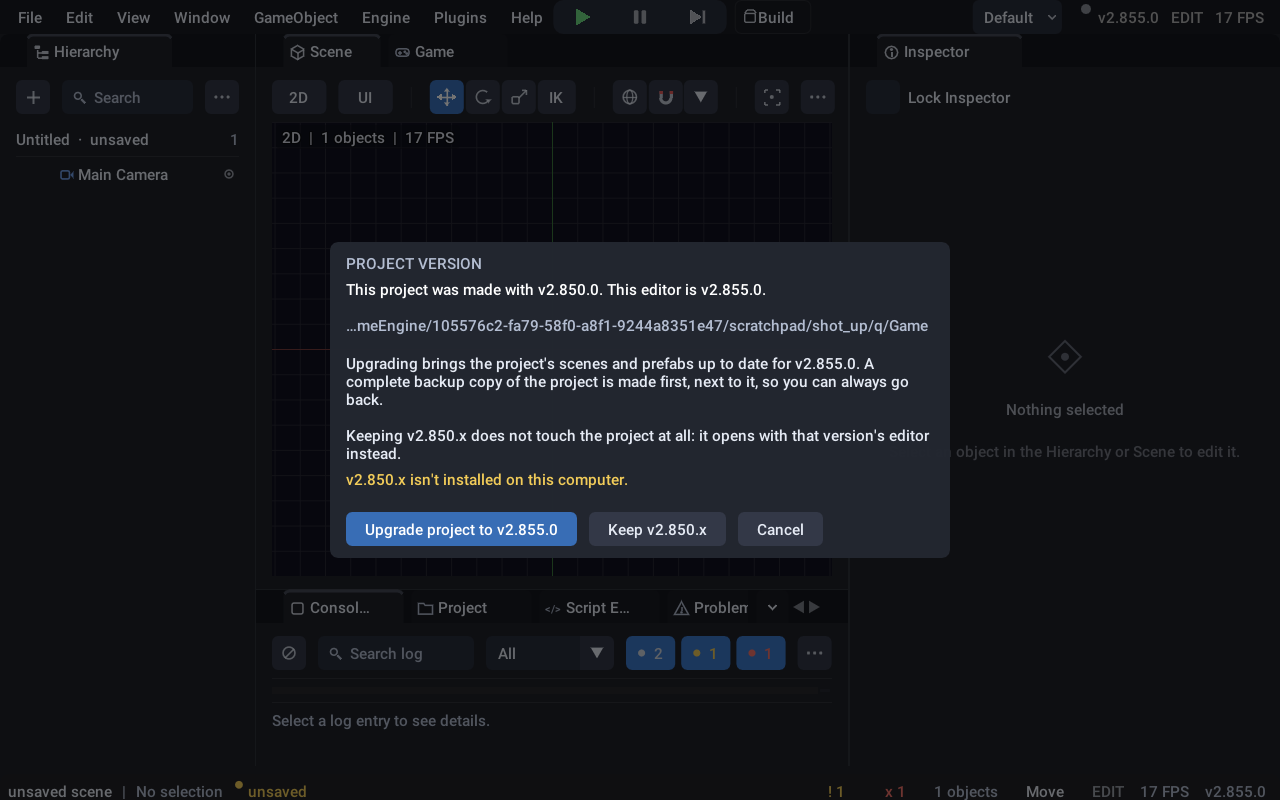 File Edit View Window GameObject Engine Plugins Help Build Default v2.855.0 EDIT 17 FPS
Hierarchy Scene Game Inspector
Search 2D UI IK Lock Inspector
Untitled · unsaved 1
2D | 1 objects | 17 FPS
Main Camera
PROJECT VERSION
This project was made with v2.850.0. This editor is v2.855.0.
…meEngine/105576c2-fa79-58f0-a8f1-9244a8351e47/scratchpad/shot_up/q/Game
Upgrading brings the project's scenes and prefabs up to date for v2.855.0. A
complete backup copy of the project is made first, next to it, so you can always go
back.
Keeping v2.850.x does not touch the project at all: it opens with that version's editor
instead.
v2.850.x isn't installed on this computer.
Upgrade project to v2.855.0 Keep v2.850.x Cancel
Nothing selected
object in the Hierarchy or Scene to edit it.
Consol... Project </> Script E... Problem
Search log All 2 1 1
Select a log entry to see details.
unsaved scene | No selection unsaved ! 1 x 1 1 objects Move EDIT 17 FPS v2.855.0